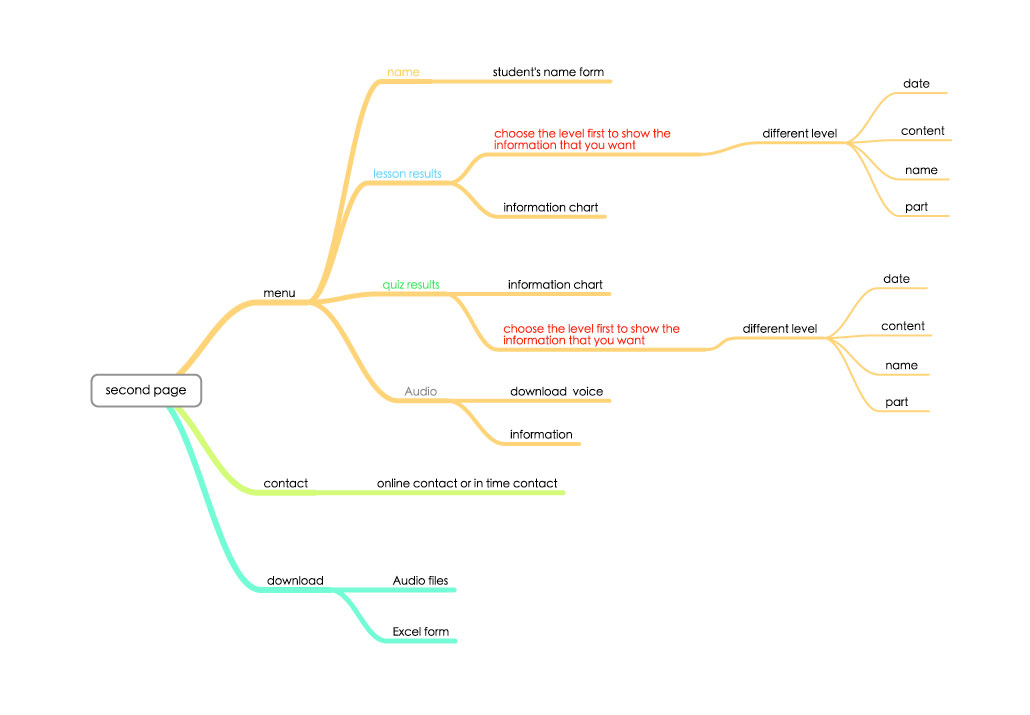 name
student's name form
choose the level first to show the
information that you want
different level
date
content
name
part
lesson results
information chart
quiz results
information chart
choose the level first to show the
information that you want
different level
date
content
name
part
menu
Audio
download  voice
information
second page
contact
online contact or in time contact
download
Audio files
Excel form